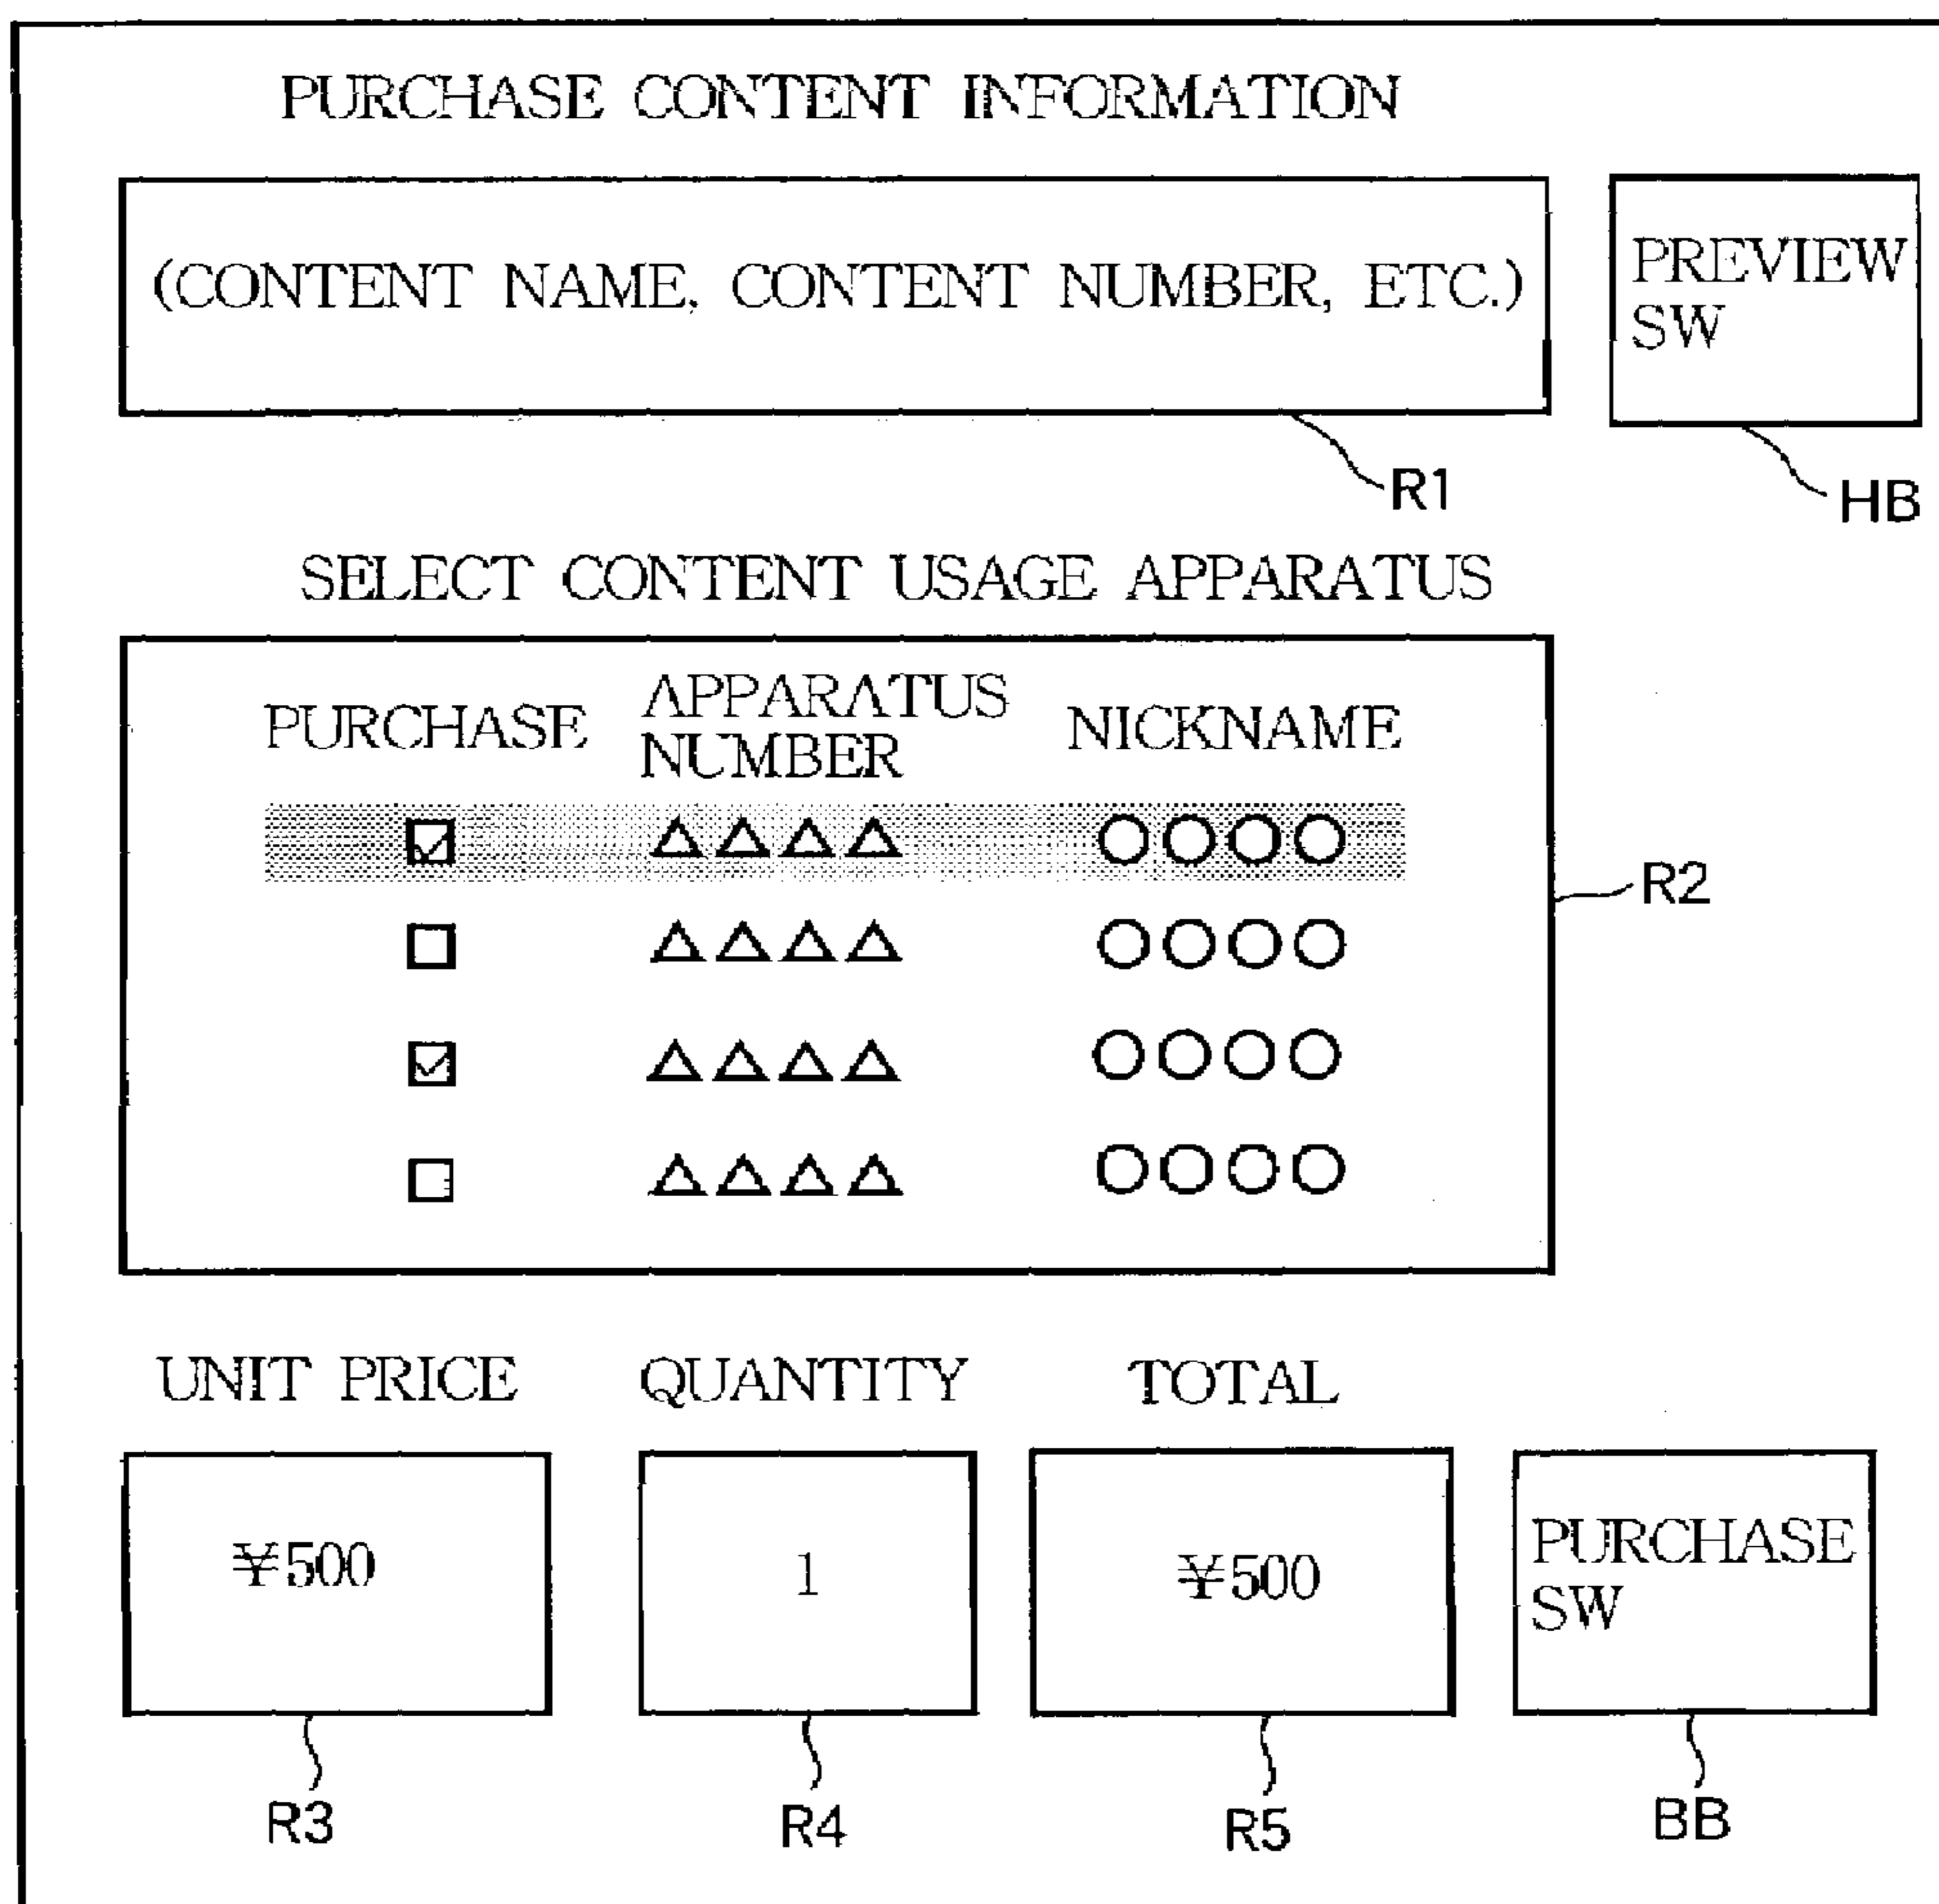 PURCHASE CONTENT INFORMATION
(CONTENT NAME, CONTENT NUMBER, ETC.)
PREVIEW
SW
R1
HB
SELECT CONTENT USAGE APPARATUS
PURCHASE
APPARATUS
NUMBER
NICKNAME
△△△△ ○○○○
△△△△ ○○○○
△△△△ ○○○○
△△△△ ○○○○
R2
UNIT PRICE
QUANTITY
TOTAL
¥500
1
¥500
PURCHASE
SW
R3
R4
R5
BB